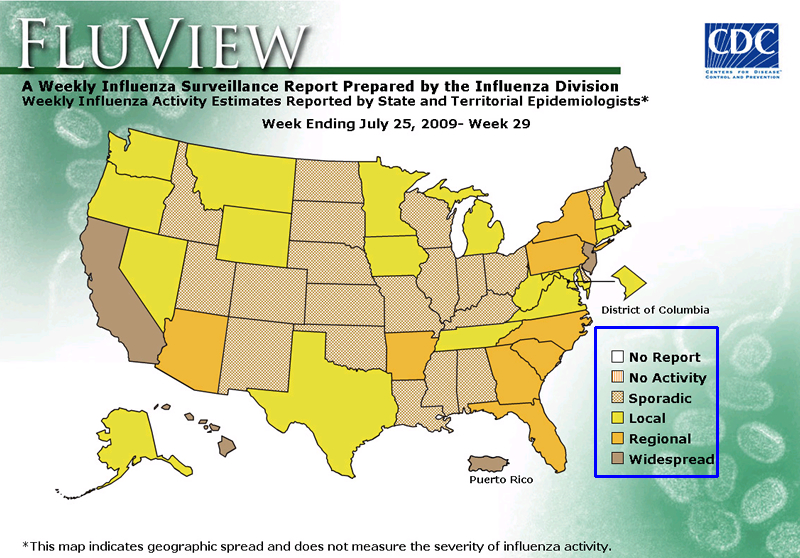 FLUVIEW
CDC
CENTERS FOR DISEASE
CONTROL AND PREVENTION
A Weekly Influenza Surveillance Report Prepared by the Influenza Division
Weekly Influenza Activity Estimates Reported by State and Territorial Epidemiologists*
Week Ending July 25, 2009- Week 29
District of Columbia
No Report
No Activity
Sporadic
Local
Regional
Widespread
Puerto Rico
*This map indicates geographic spread and does not measure the severity of influenza activity.